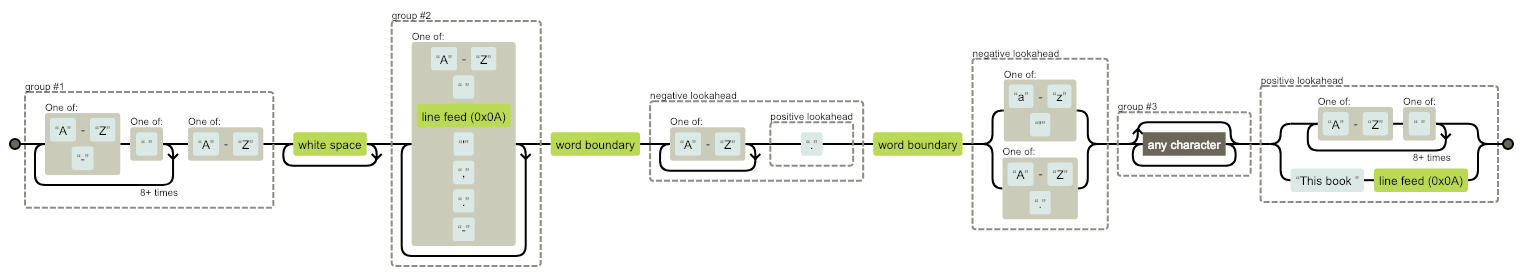 group #1
One of:
“A” - “Z”
“-”
One of:
“ ”
8+ times
One of:
“A” - “Z”
white space
group #2
One of:
“A” - “Z”
“ ”
line feed (0x0A)
“'”
“,”
“.”
“-”
word boundary
negative lookahead
One of:
“A” - “Z”
positive lookahead
“.”
word boundary
negative lookahead
One of:
“a” - “z”
“'”
One of:
“A” - “Z”
“.”
group #3
any character
positive lookahead
One of:
“A” - “Z”
One of:
“ ”
8+ times
“This book ”
line feed (0x0A)